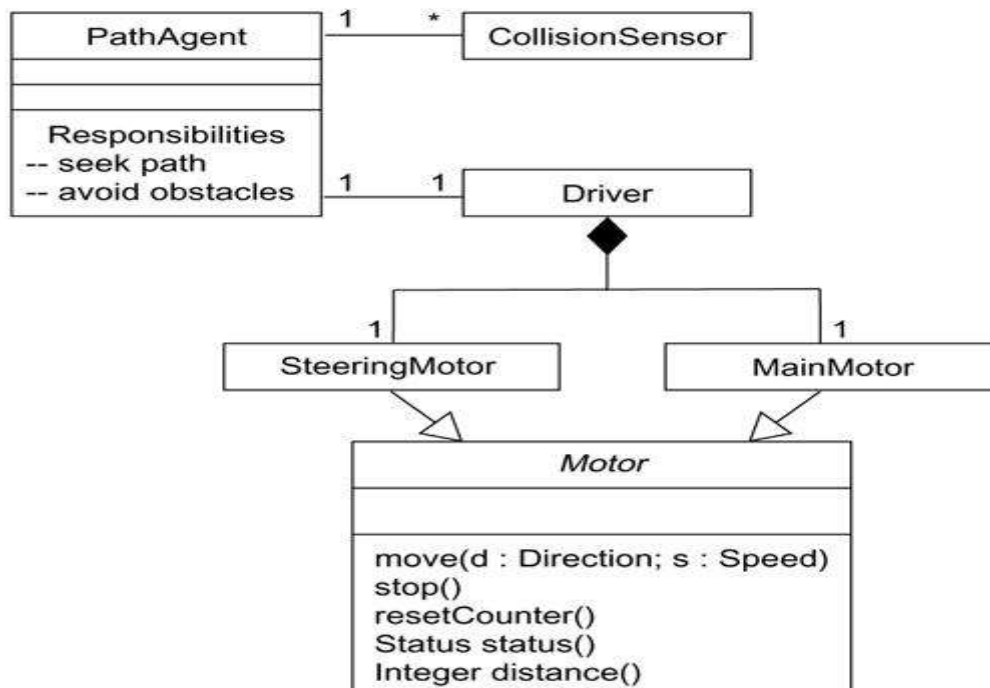 PathAgent
1
*
CollisionSensor
Responsibilities
-- seek path
-- avoid obstacles
1
1
Driver
1
1
SteeringMotor
MainMotor
Motor
move(d : Direction; s : Speed)
stop()
resetCounter()
Status status()
Integer distance()